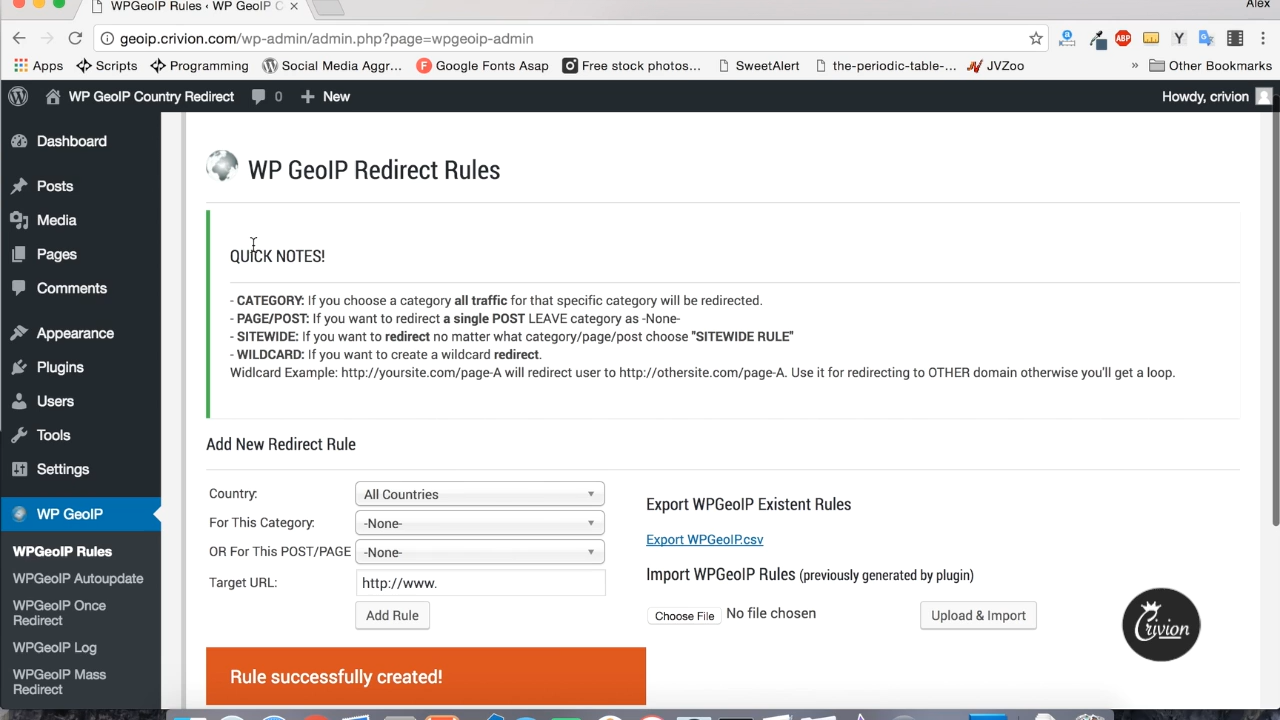 WPGeoIP Rules ‹ WP GeoIP C ×
Alex
geoip.crivion.com/wp-admin/admin.php?page=wpgeoip-admin
ABP
Apps Scripts Programming Social Media Aggr... Google Fonts Asap Free stock photos... SweetAlert the-periodic-table-... JVZoo » Other Bookmarks
WP GeoIP Country Redirect 0 + New Howdy, crivion
Dashboard
Posts
Media
Pages
Comments
Appearance
Plugins
Users
Tools
Settings
WP GeoIP
WPGeoIP Rules
WPGeoIP Autoupdate
WPGeoIP Once
Redirect
WPGeoIP Log
WPGeoIP Mass
Redirect
WP GeoIP Redirect Rules
QUICK NOTES!
- CATEGORY: If you choose a category all traffic for that specific category will be redirected.
- PAGE/POST: If you want to redirect a single POST LEAVE category as -None-
- SITEWIDE: If you want to redirect no matter what category/page/post choose "SITEWIDE RULE"
- WILDCARD: If you want to create a wildcard redirect.
Widlcard Example: http://yoursite.com/page-A will redirect user to http://othersite.com/page-A. Use it for redirecting to OTHER domain otherwise you'll get a loop.
Add New Redirect Rule
Country: All Countries
For This Category: -None-
OR For This POST/PAGE -None-
Target URL: http://www.
Add Rule
Export WPGeoIP Existent Rules
Export WPGeoIP.csv
Import WPGeoIP Rules (previously generated by plugin)
Choose File No file chosen Upload & Import
Crivion
Rule successfully created!